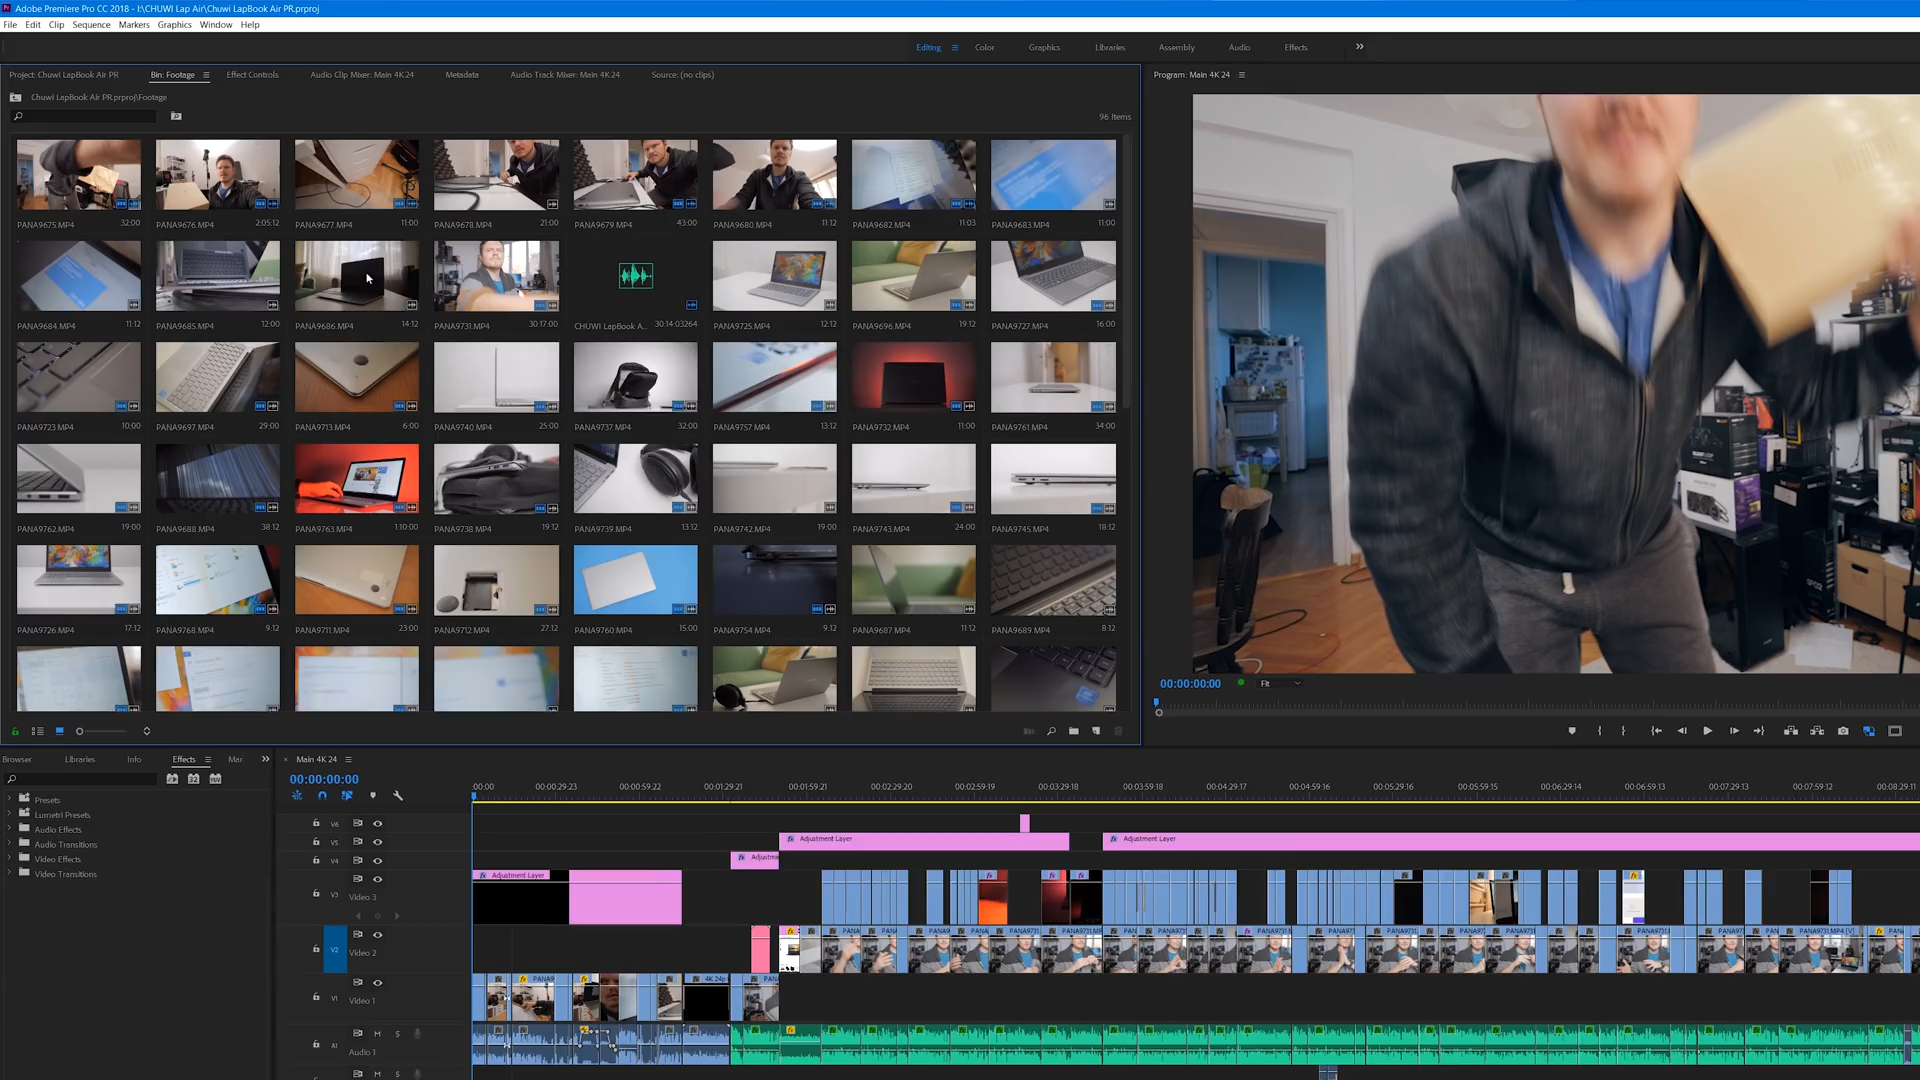 Adobe Premiere Pro CC 2018 - I:\CHUWI Lap Air\Chuwi LapBook Air PR.prproj
File Edit Clip Sequence Markers Graphics Window Help
Editing Color Graphics Libraries Assembly Audio Effects
Project: Chuwi LapBook Air PR Bin: Footage Effect Controls Audio Clip Mixer: Main 4K 24 Metadata Audio Track Mixer: Main 4K 24 Source: (no clips)
Program: Main 4K 24
Chuwi LapBook Air PR.prproj\Footage
96 Items
PANA9675.MP4 32:00 PANA9676.MP4 2:05:12 PANA9677.MP4 11:00 PANA9678.MP4 21:00 PANA9679.MP4 43:00 PANA9680.MP4 11:12 PANA9682.MP4 11:03 PANA9683.MP4 11:00
PANA9684.MP4 11:12 PANA9685.MP4 12:00 PANA9686.MP4 14:12 PANA9731.MP4 30:17:00 CHUWI LapBook A... 30:14:03264 PANA9725.MP4 12:12 PANA9696.MP4 19:12 PANA9727.MP4 16:00
PANA9723.MP4 10:00 PANA9697.MP4 29:00 PANA9713.MP4 6:00 PANA9740.MP4 25:00 PANA9737.MP4 32:00 PANA9757.MP4 13:12 PANA9732.MP4 11:00 PANA9761.MP4 34:00
PANA9762.MP4 19:00 PANA9688.MP4 38:12 PANA9763.MP4 1:10:00 PANA9738.MP4 19:12 PANA9739.MP4 13:12 PANA9742.MP4 19:00 PANA9743.MP4 24:00 PANA9745.MP4 18:12
PANA9726.MP4 17:12 PANA9768.MP4 9:12 PANA9711.MP4 23:00 PANA9712.MP4 27:12 PANA9760.MP4 15:00 PANA9754.MP4 9:12 PANA9687.MP4 11:12 PANA9689.MP4 8:12
00:00:00:00 Fit
Browser Libraries Info Effects Mar
Main 4K 24
00:00:00:00
:00:00 00:00:29:23 00:00:59:22 00:01:29:21 00:01:59:21 00:02:29:20 00:02:59:19 00:03:29:18 00:03:59:18 00:04:29:17 00:04:59:16 00:05:29:16 00:05:59:15 00:06:29:14 00:06:59:13 00:07:29:13 00:07:59:12 00:08:29:11
Presets
Lumetri Presets
Audio Effects
Audio Transitions
Video Effects
Video Transitions
V6
V5 Adjustment Layer Adjustment Layer
V4 Adjustme
V3 Video 3 Adjustment Layer
V2 Video 2
V1 Video 1
A1 M S Audio 1
M S